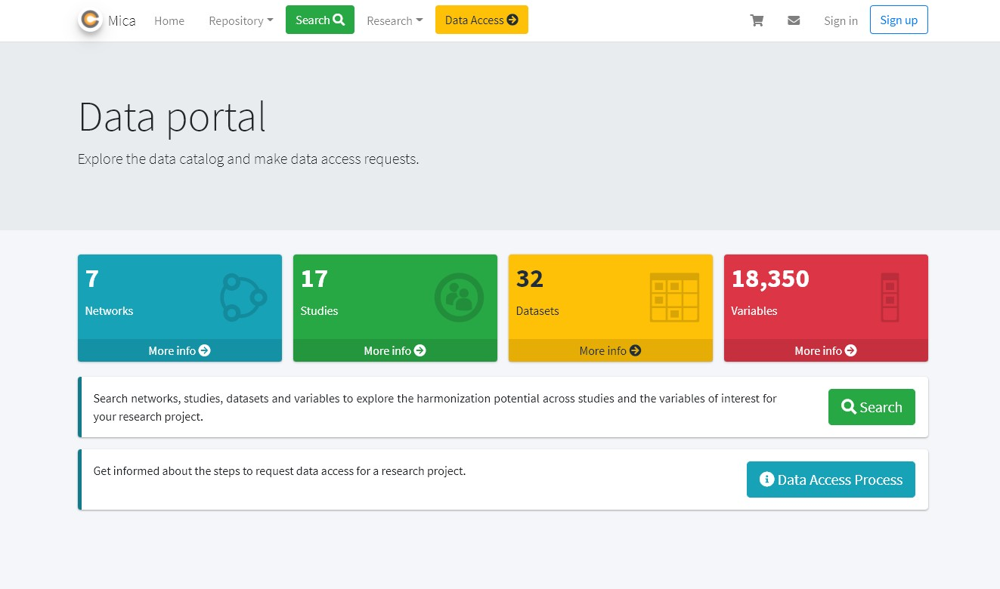 Mica Home Repository Search Research Data Access Sign in Sign up
Data portal
Explore the data catalog and make data access requests.
7
Networks
More info
17
Studies
More info
32
Datasets
More info
18,350
Variables
More info
Search networks, studies, datasets and variables to explore the harmonization potential across studies and the variables of interest for
your research project.
Search
Get informed about the steps to request data access for a research project.
Data Access Process